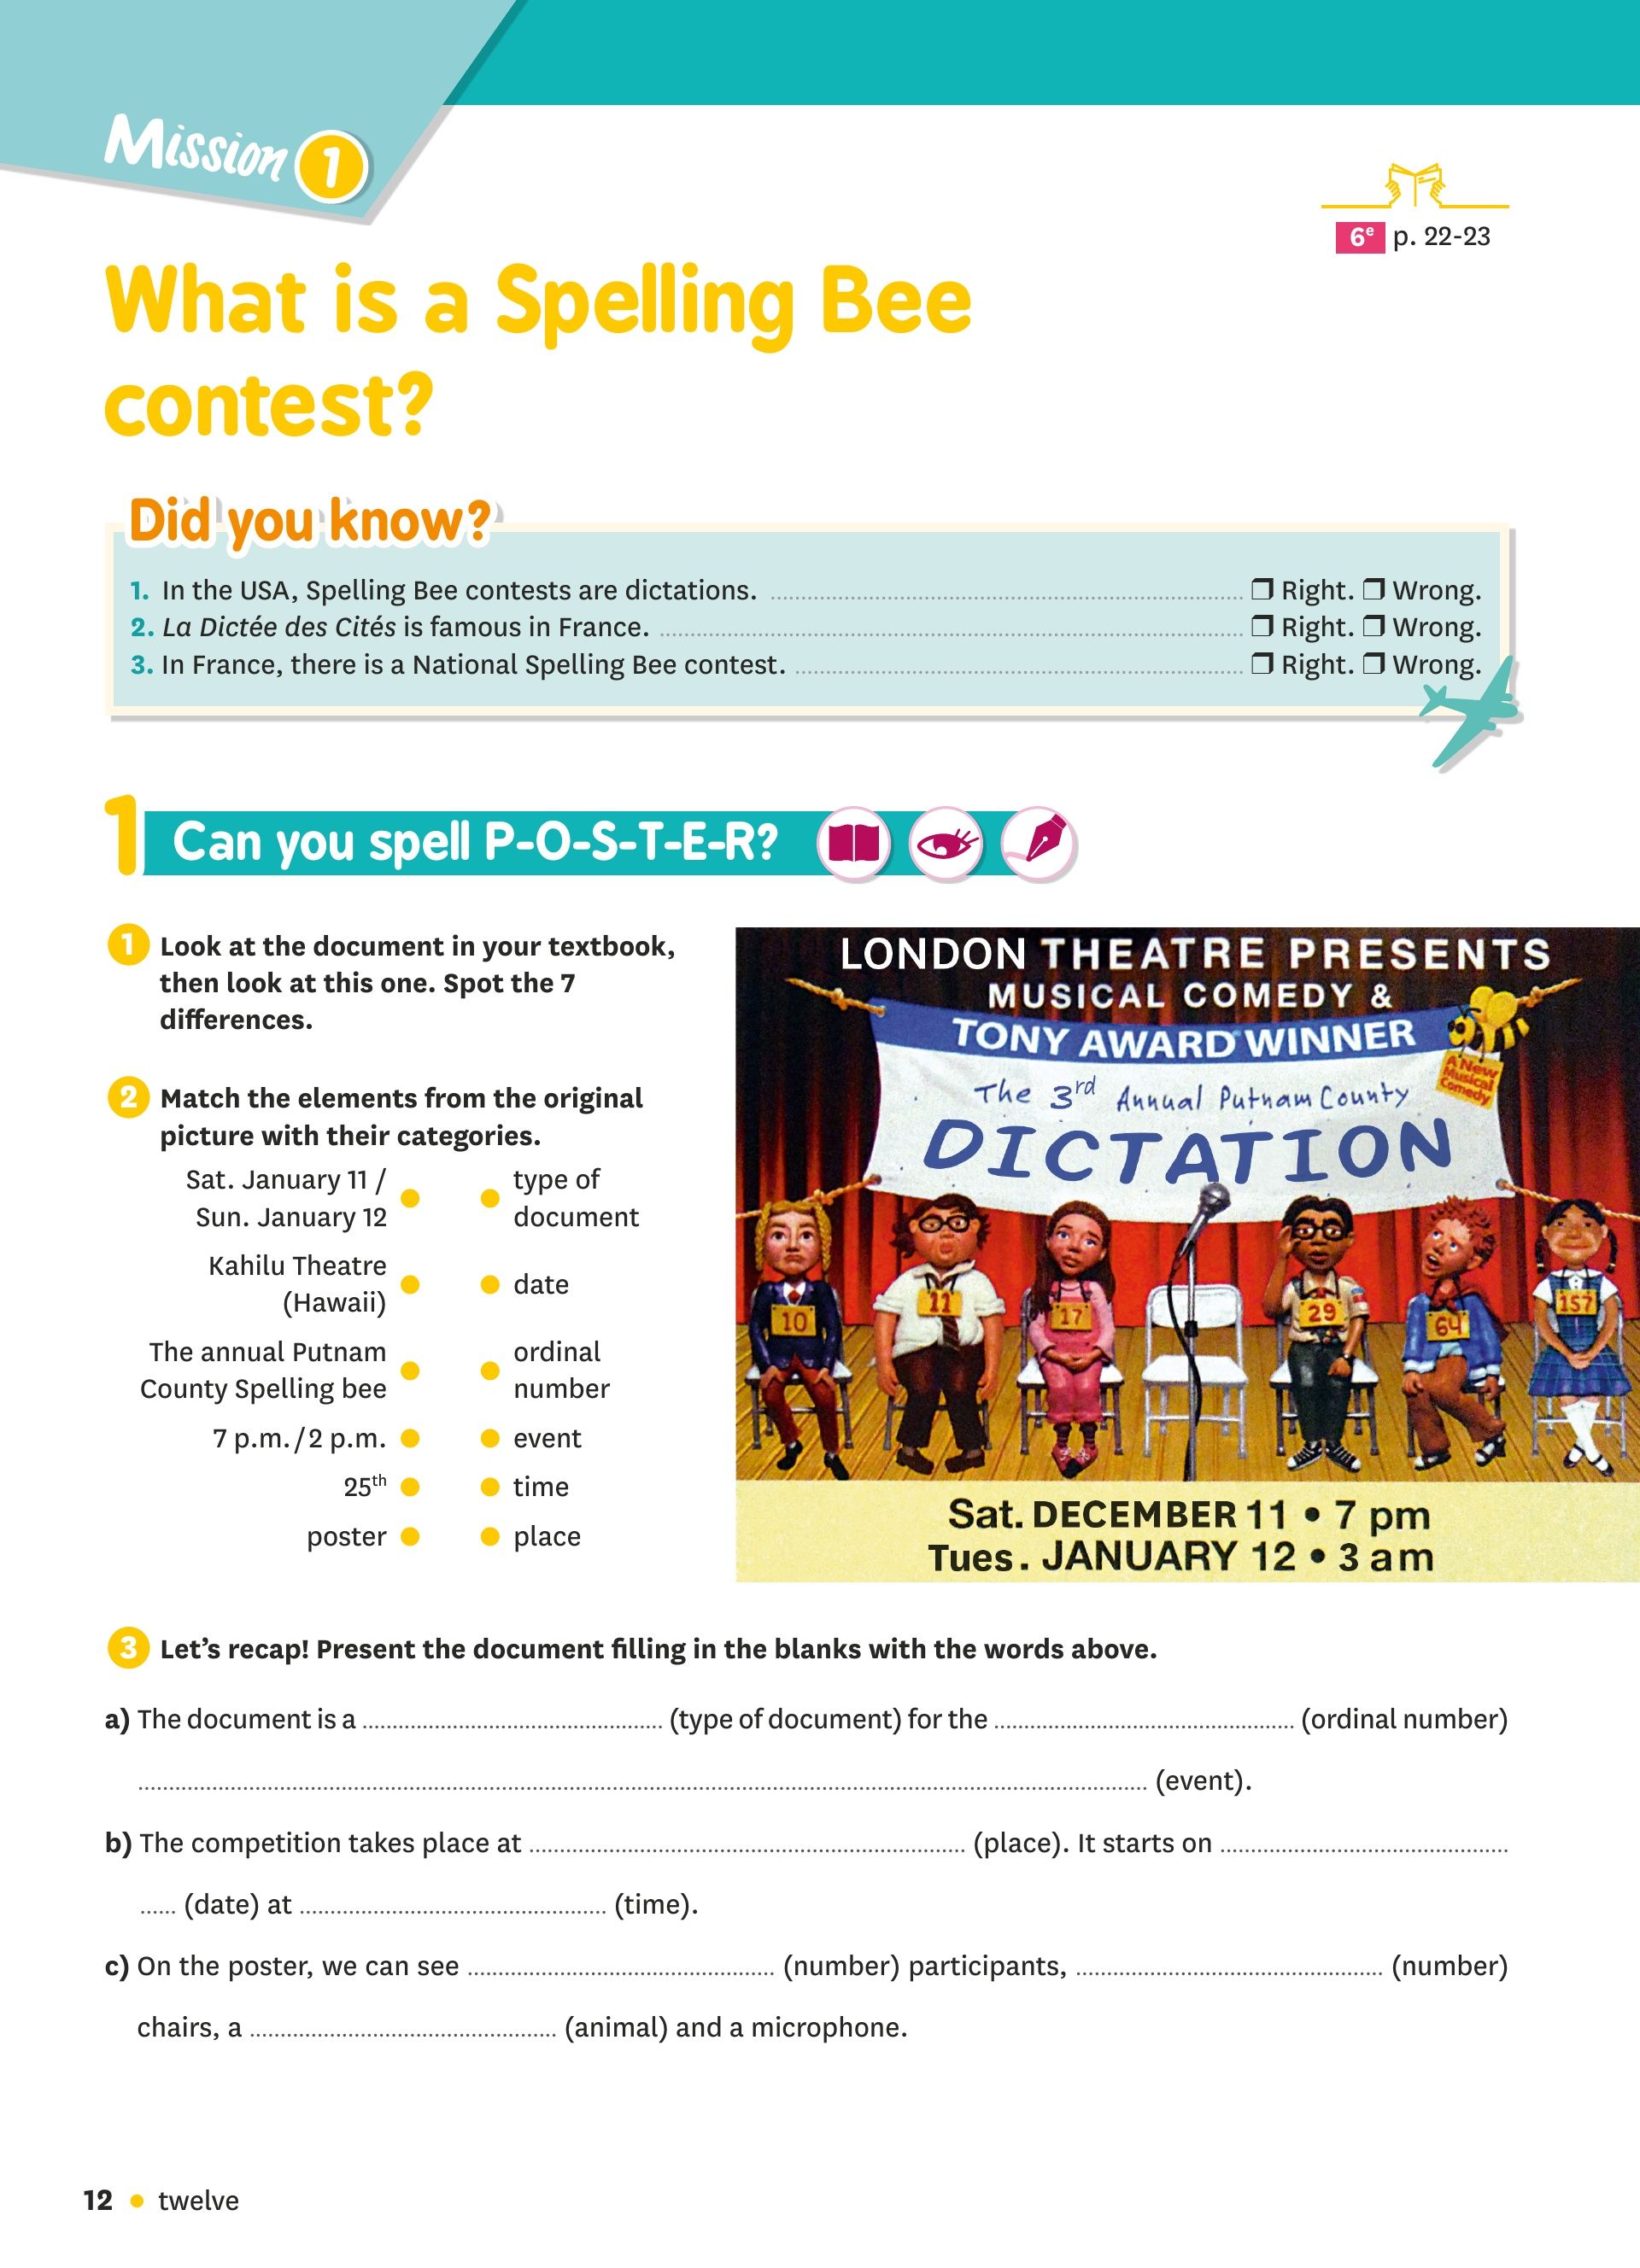 Mission 1
6e p. 22-23
What is a Spelling Bee
contest?
Did you know?
1. In the USA, Spelling Bee contests are dictations. ❒ Right. ❒ Wrong.
2. La Dictée des Cités is famous in France. ❒ Right. ❒ Wrong.
3. In France, there is a National Spelling Bee contest. ❒ Right. ❒ Wrong.
1 Can you spell P-O-S-T-E-R?
1 Look at the document in your textbook,
then look at this one. Spot the 7
differences.
2 Match the elements from the original
picture with their categories.
Sat. January 11 /
Sun. January 12
type of
document
Kahilu Theatre
(Hawaii)
date
The annual Putnam
County Spelling bee
ordinal
number
7 p.m./2 p.m.
event
25th
time
poster
place
LONDON THEATRE PRESENTS
MUSICAL COMEDY &
TONY AWARD WINNER
A New
Musical
Comedy
The 3rd Annual Putnam County
DICTATION
10
11
17
29
64
157
Sat. DECEMBER 11 • 7 pm
Tues. JANUARY 12 • 3 am
3 Let's recap! Present the document filling in the blanks with the words above.
a) The document is a ........ (type of document) for the ........ (ordinal number)
........ (event).
b) The competition takes place at ........ (place). It starts on ........
...... (date) at ........ (time).
c) On the poster, we can see ........ (number) participants, ........ (number)
chairs, a ........ (animal) and a microphone.
12 • twelve